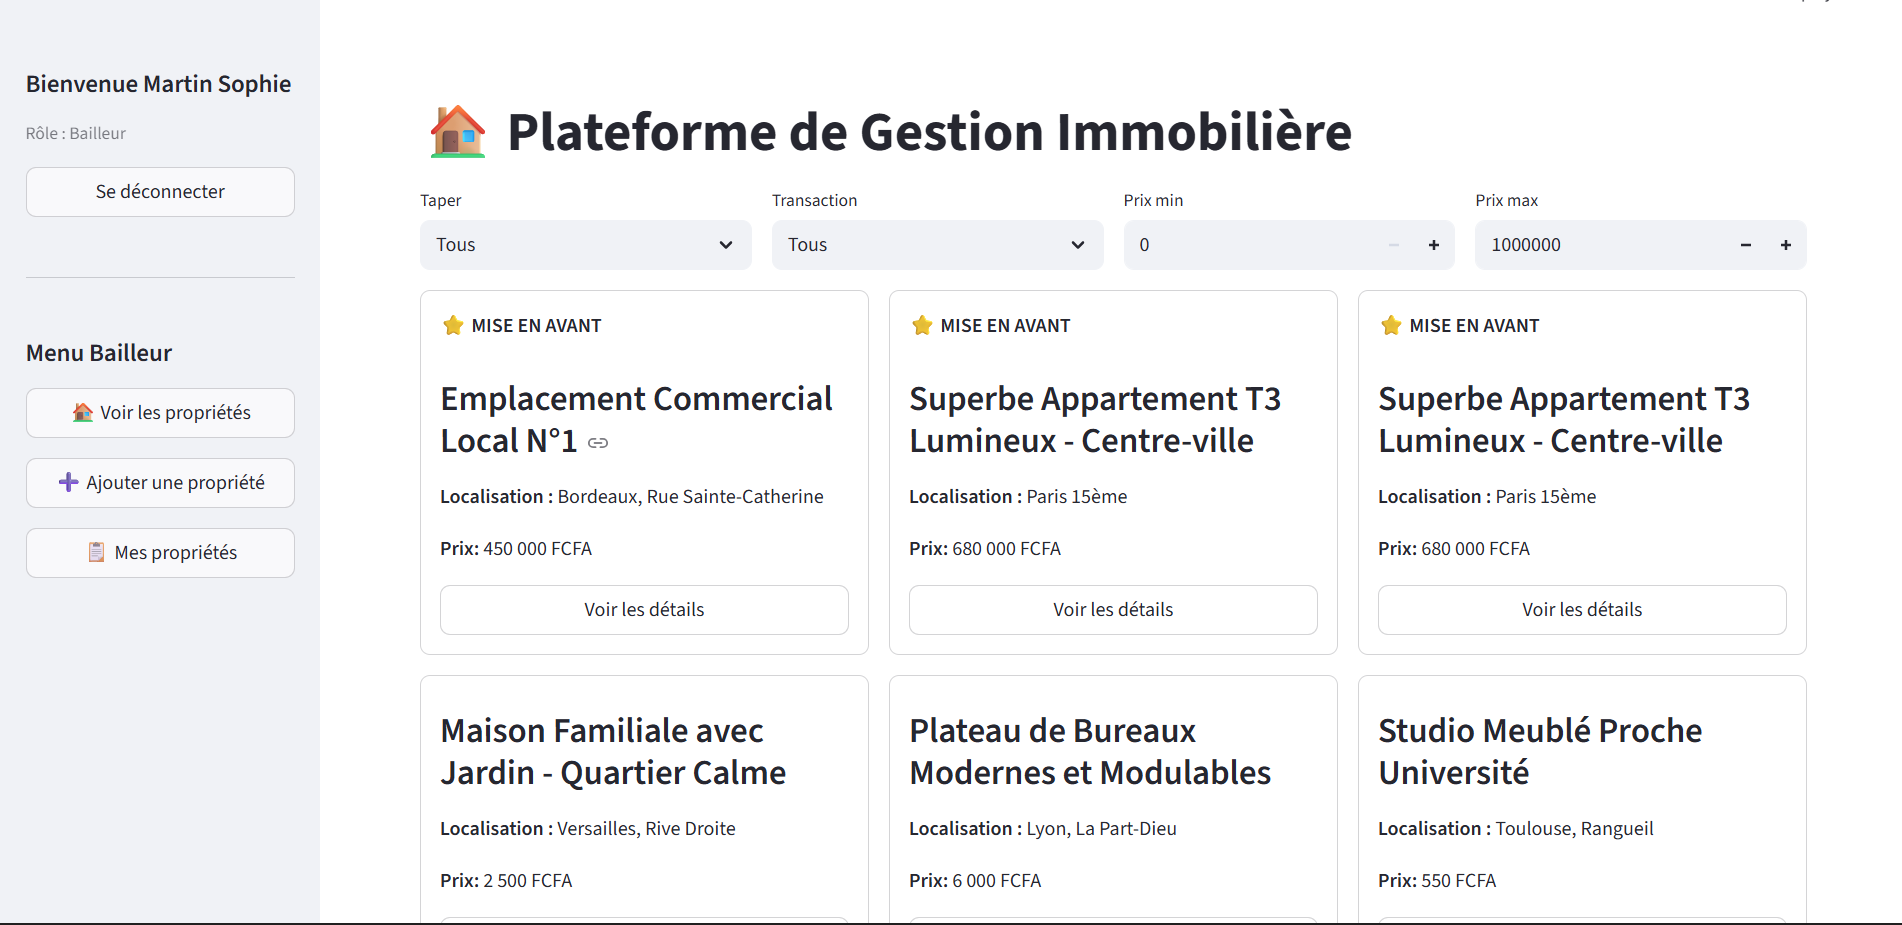 Bienvenue Martin Sophie
Rôle : Bailleur
Se déconnecter
Menu Bailleur
Voir les propriétés
Ajouter une propriété
Mes propriétés
Plateforme de Gestion Immobilière
Taper
Transaction
Prix min
Prix max
Tous
Tous
0
1000000
MISE EN AVANT
Emplacement Commercial
Local N°1
Localisation : Bordeaux, Rue Sainte-Catherine
Prix: 450 000 FCFA
Voir les détails
MISE EN AVANT
Superbe Appartement T3
Lumineux - Centre-ville
Localisation : Paris 15ème
Prix: 680 000 FCFA
Voir les détails
MISE EN AVANT
Superbe Appartement T3
Lumineux - Centre-ville
Localisation : Paris 15ème
Prix: 680 000 FCFA
Voir les détails
Maison Familiale avec
Jardin - Quartier Calme
Localisation : Versailles, Rive Droite
Prix: 2 500 FCFA
Plateau de Bureaux
Modernes et Modulables
Localisation : Lyon, La Part-Dieu
Prix: 6 000 FCFA
Studio Meublé Proche
Université
Localisation : Toulouse, Rangueil
Prix: 550 FCFA